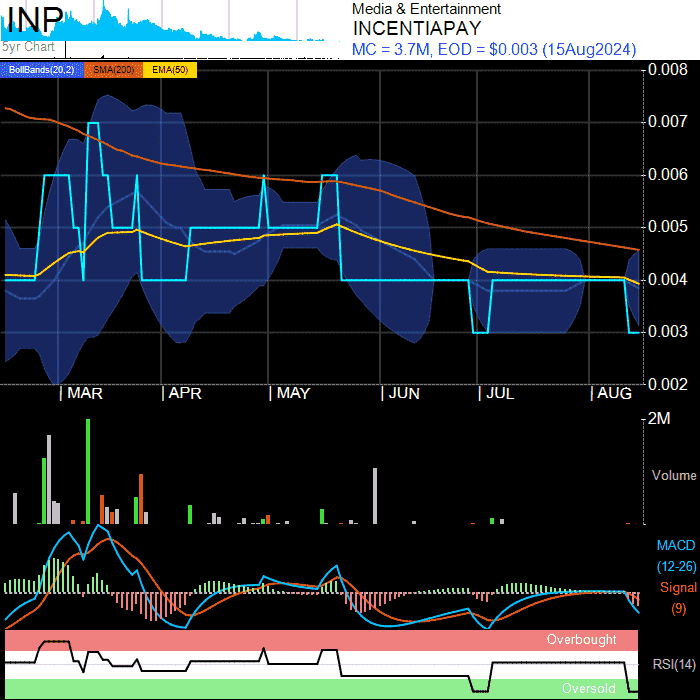 INP
5yr Chart
Media & Entertainment
INCENTIAPAY
MC = 3.7M, EOD = $0.003 (15Aug2024)
BollBands(20,2) SMA(200) EMA(50)
0.008
0.007
0.006
0.005
0.004
0.003
0.002
MAR APR MAY JUN JUL AUG
2M
Volume
MACD
(12-26)
Signal
(9)
Overbought
RSI(14)
Oversold